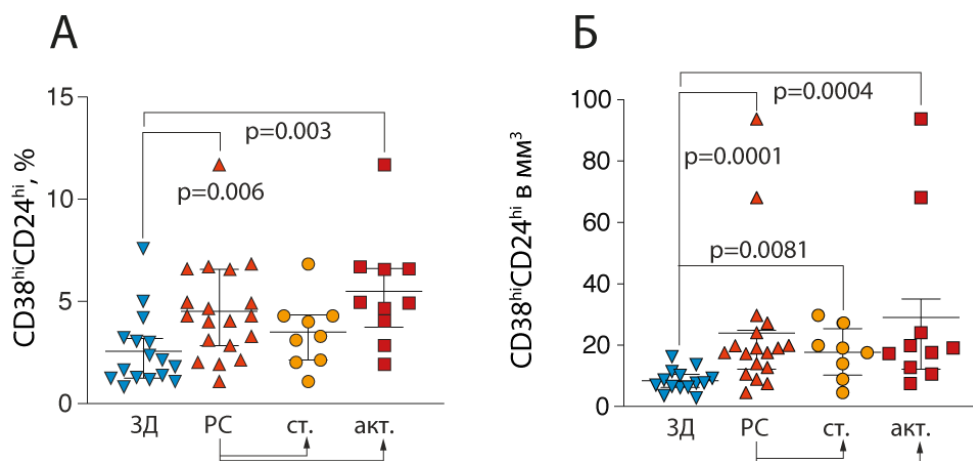 А
CD38ʰⁱCD24ʰⁱ, %
15
10
5
0
p=0.003
p=0.006
ЗД
РС
ст.
акт.
Б
CD38ʰⁱCD24ʰⁱ в мм³
100
80
60
40
20
0
p=0.0004
p=0.0001
p=0.0081
ЗД
РС
ст.
акт.